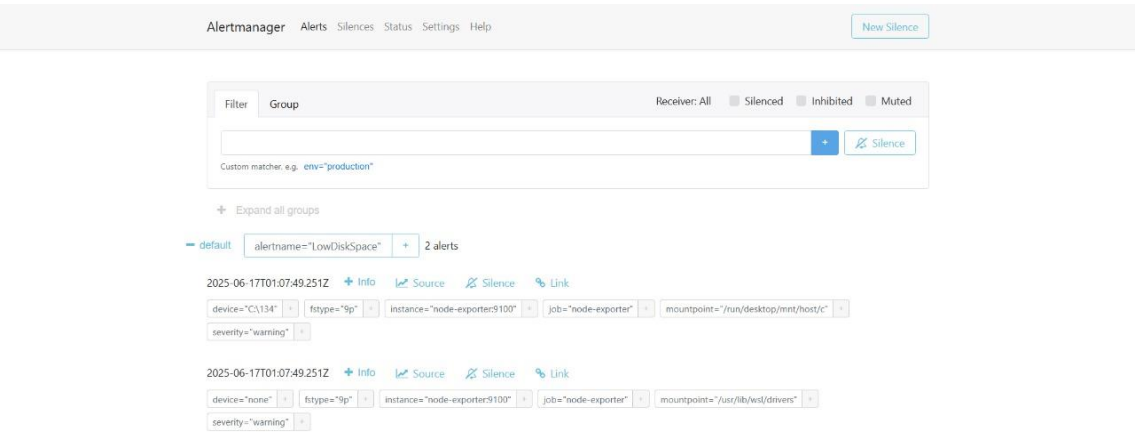 Alertmanager Alerts Silences Status Settings Help New Silence
Filter Group Receiver: All Silenced Inhibited Muted
+ Silence
Custom matcher, e.g. env="production"
+ Expand all groups
− default alertname="LowDiskSpace" + 2 alerts
2025-06-17T01:07:49.251Z + Info Source Silence Link
device="C:\134" + fstype="9p" + instance="node-exporter:9100" + job="node-exporter" + mountpoint="/run/desktop/mnt/host/c" +
severity="warning" +
2025-06-17T01:07:49.251Z + Info Source Silence Link
device="none" + fstype="9p" + instance="node-exporter:9100" + job="node-exporter" + mountpoint="/usr/lib/wsl/drivers" +
severity="warning" +